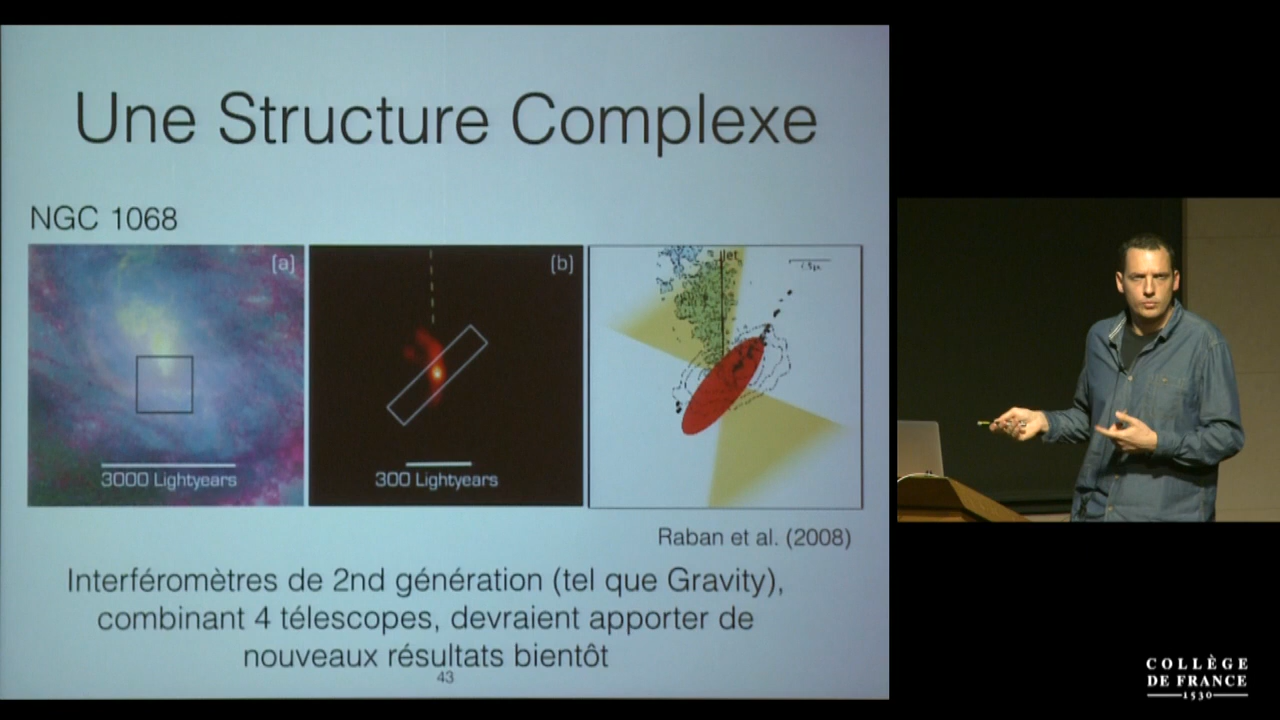 Une Structure Complexe
NGC 1068
[a]
[b]
Jet
3000 Lightyears
300 Lightyears
Raban et al. (2008)
Interféromètres de 2nd génération (tel que Gravity),
combinant 4 télescopes, devraient apporter de
nouveaux résultats bientôt
43
COLLÈGE
DE FRANCE
1530